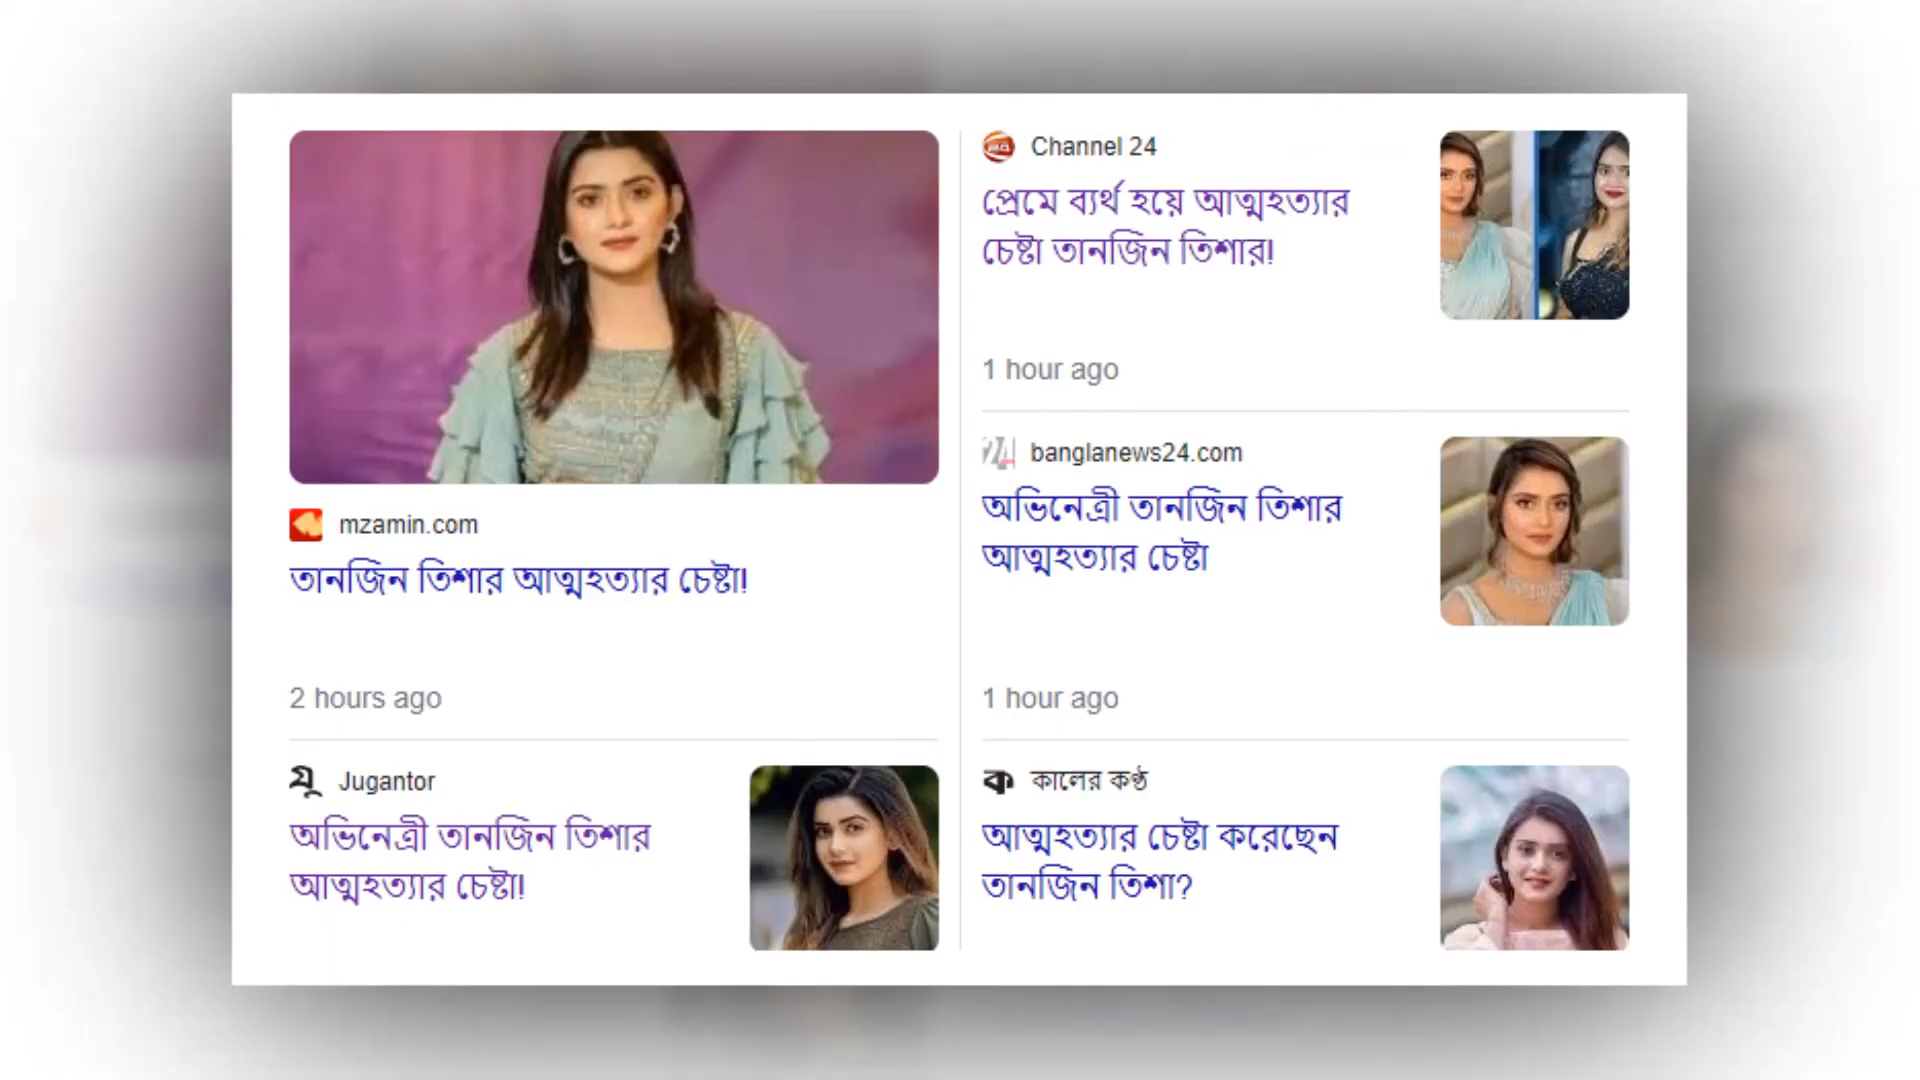 mzamin.com
তানজিন তিশার আত্মহত্যার চেষ্টা!
2 hours ago
Jugantor
অভিনেত্রী তানজিন তিশার
আত্মহত্যার চেষ্টা!
Channel 24
প্রেমে ব্যর্থ হয়ে আত্মহত্যার
চেষ্টা তানজিন তিশার!
1 hour ago
24
banglanews24.com
অভিনেত্রী তানজিন তিশার
আত্মহত্যার চেষ্টা
1 hour ago
কালের কণ্ঠ
আত্মহত্যার চেষ্টা করেছেন
তানজিন তিশা?